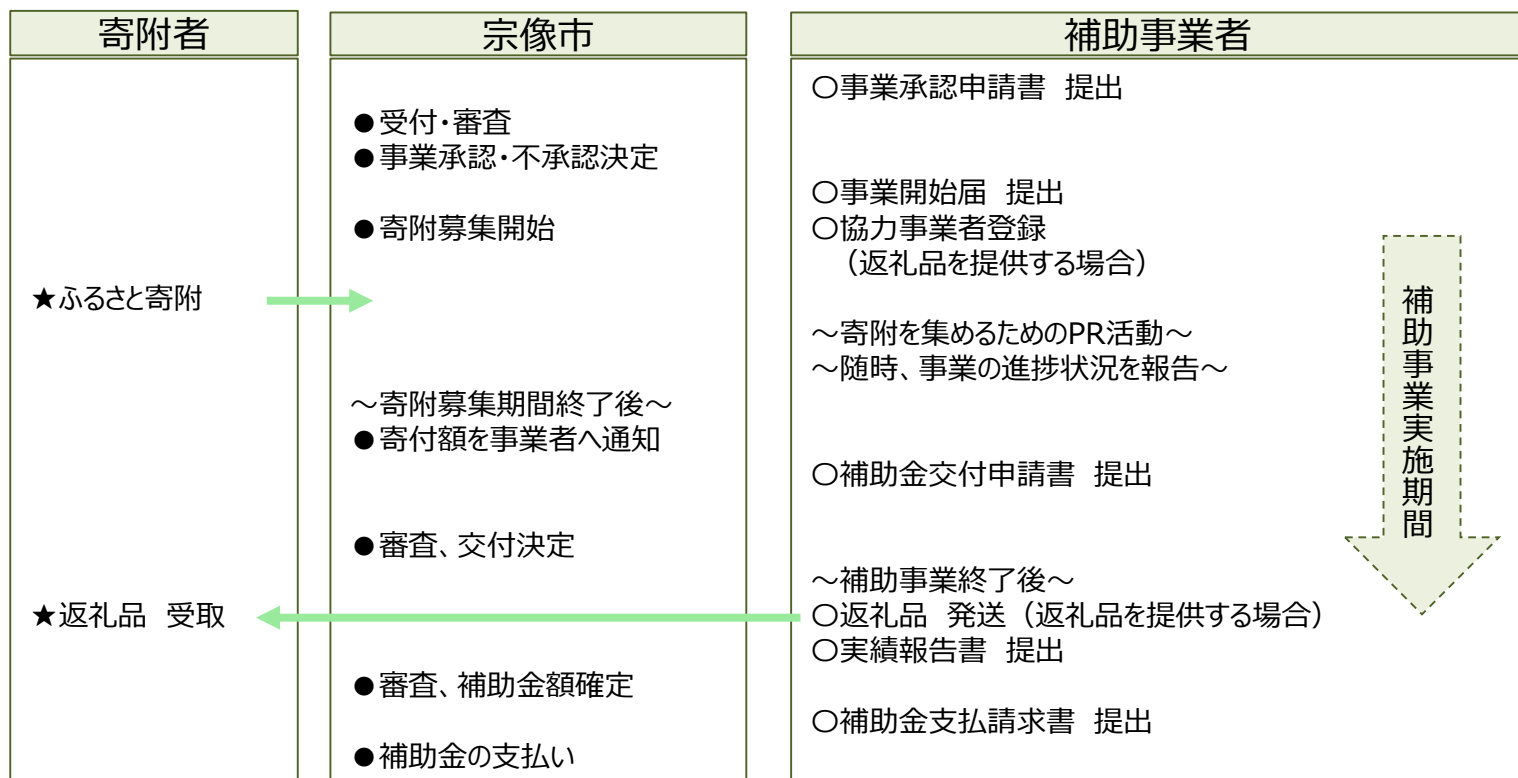 寄附者
★ふるさと寄附
★返礼品　受取
宗像市
●受付・審査
●事業承認・不承認決定
●寄附募集開始
～寄附募集期間終了後～
●寄付額を事業者へ通知
●審査、交付決定
●審査、補助金額確定
●補助金の支払い
補助事業者
〇事業承認申請書　提出
〇事業開始届　提出
〇協力事業者登録
（返礼品を提供する場合）
～寄附を集めるためのPR活動～
～随時、事業の進捗状況を報告～
〇補助金交付申請書　提出
～補助事業終了後～
〇返礼品　発送（返礼品を提供する場合）
〇実績報告書　提出
〇補助金支払請求書　提出
補助事業実施期間